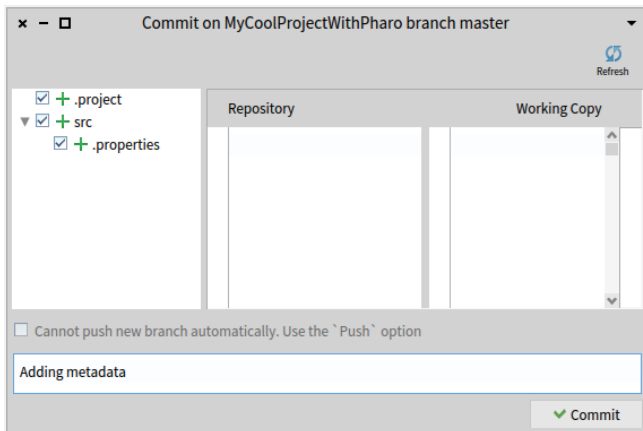 Commit on MyCoolProjectWithPharo branch master
Refresh
.project
src
.properties
Repository
Working Copy
Cannot push new branch automatically. Use the `Push` option
Adding metadata
Commit